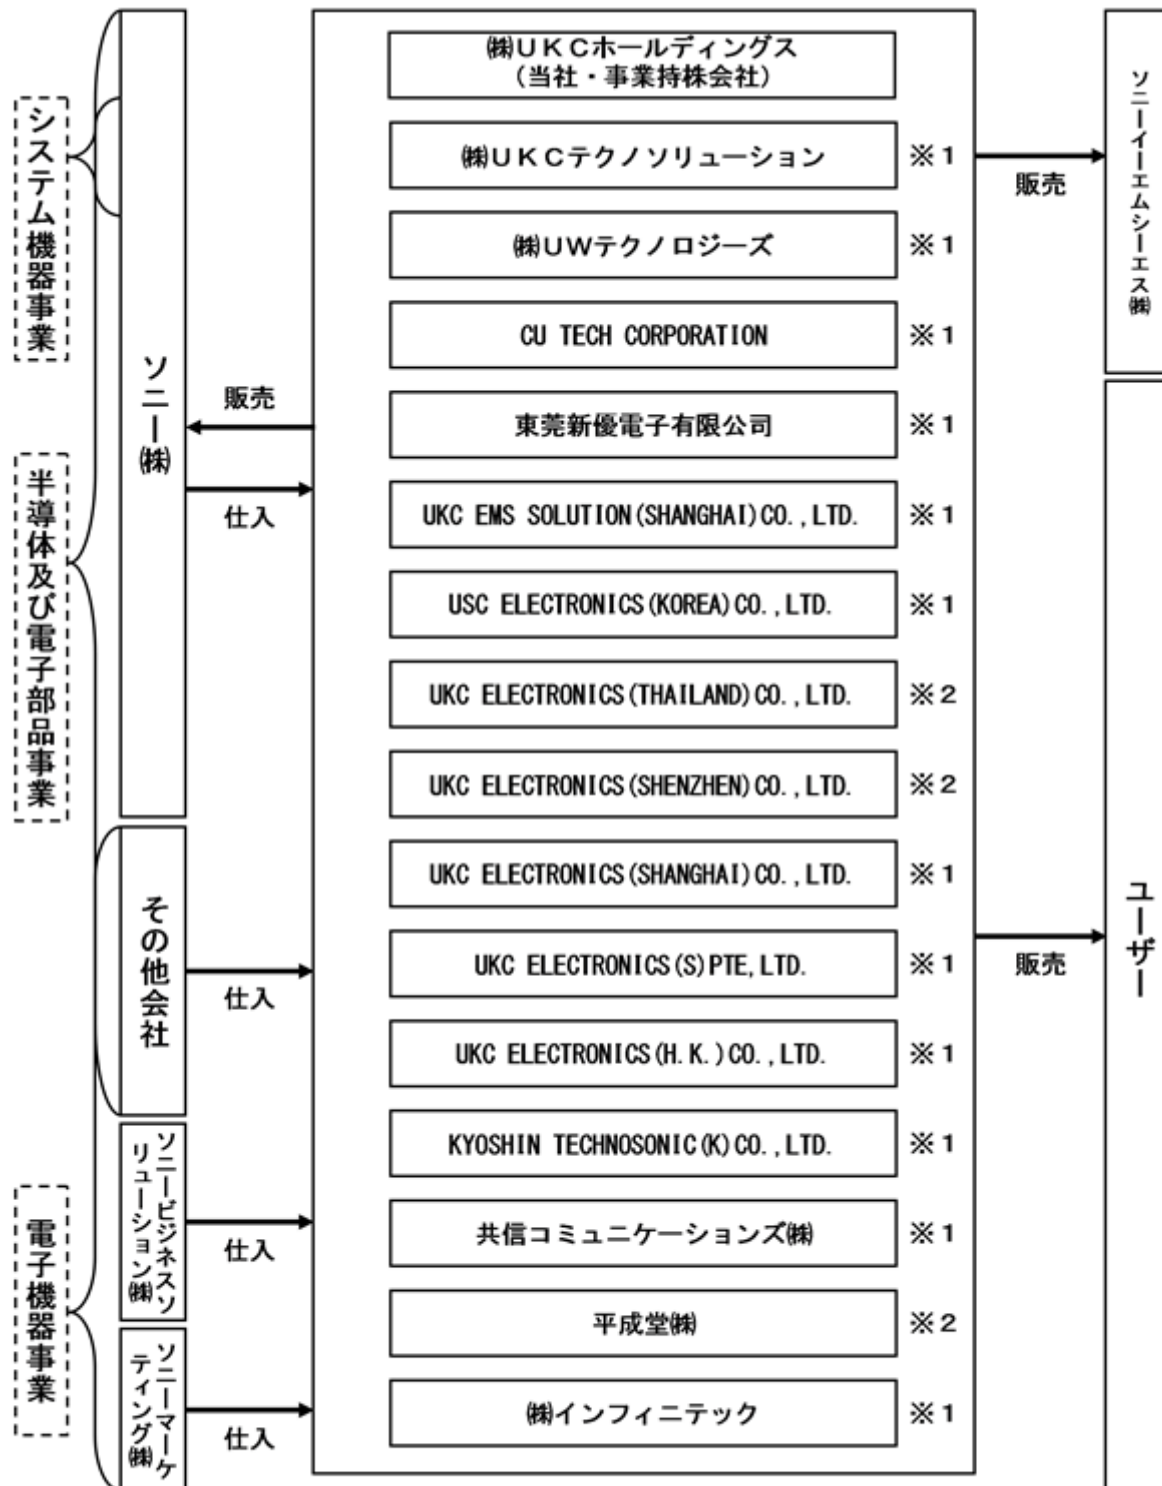 システム機器事業
半導体及び電子部品事業
電子機器事業
ソニー㈱
その他会社
ソニービジネスソ
リューション㈱
ソニーマーケ
ティング㈱
販売
仕入
仕入
仕入
仕入
㈱ＵＫＣホールディングス
（当社・事業持株会社）
㈱ＵＫＣテクノソリューション ※１
㈱ＵＷテクノロジーズ ※１
CU TECH CORPORATION ※１
東莞新優電子有限公司 ※１
UKC EMS SOLUTION(SHANGHAI)CO.,LTD. ※１
USC ELECTRONICS(KOREA)CO.,LTD. ※１
UKC ELECTRONICS(THAILAND)CO.,LTD. ※２
UKC ELECTRONICS(SHENZHEN)CO.,LTD. ※２
UKC ELECTRONICS(SHANGHAI)CO.,LTD. ※１
UKC ELECTRONICS(S)PTE,LTD. ※１
UKC ELECTRONICS(H.K.)CO.,LTD. ※１
KYOSHIN TECHNOSONIC(K)CO.,LTD. ※１
共信コミュニケーションズ㈱ ※１
平成堂㈱ ※２
㈱インフィニテック ※１
販売
販売
ソニーイーエムシーエス㈱
ユーザー